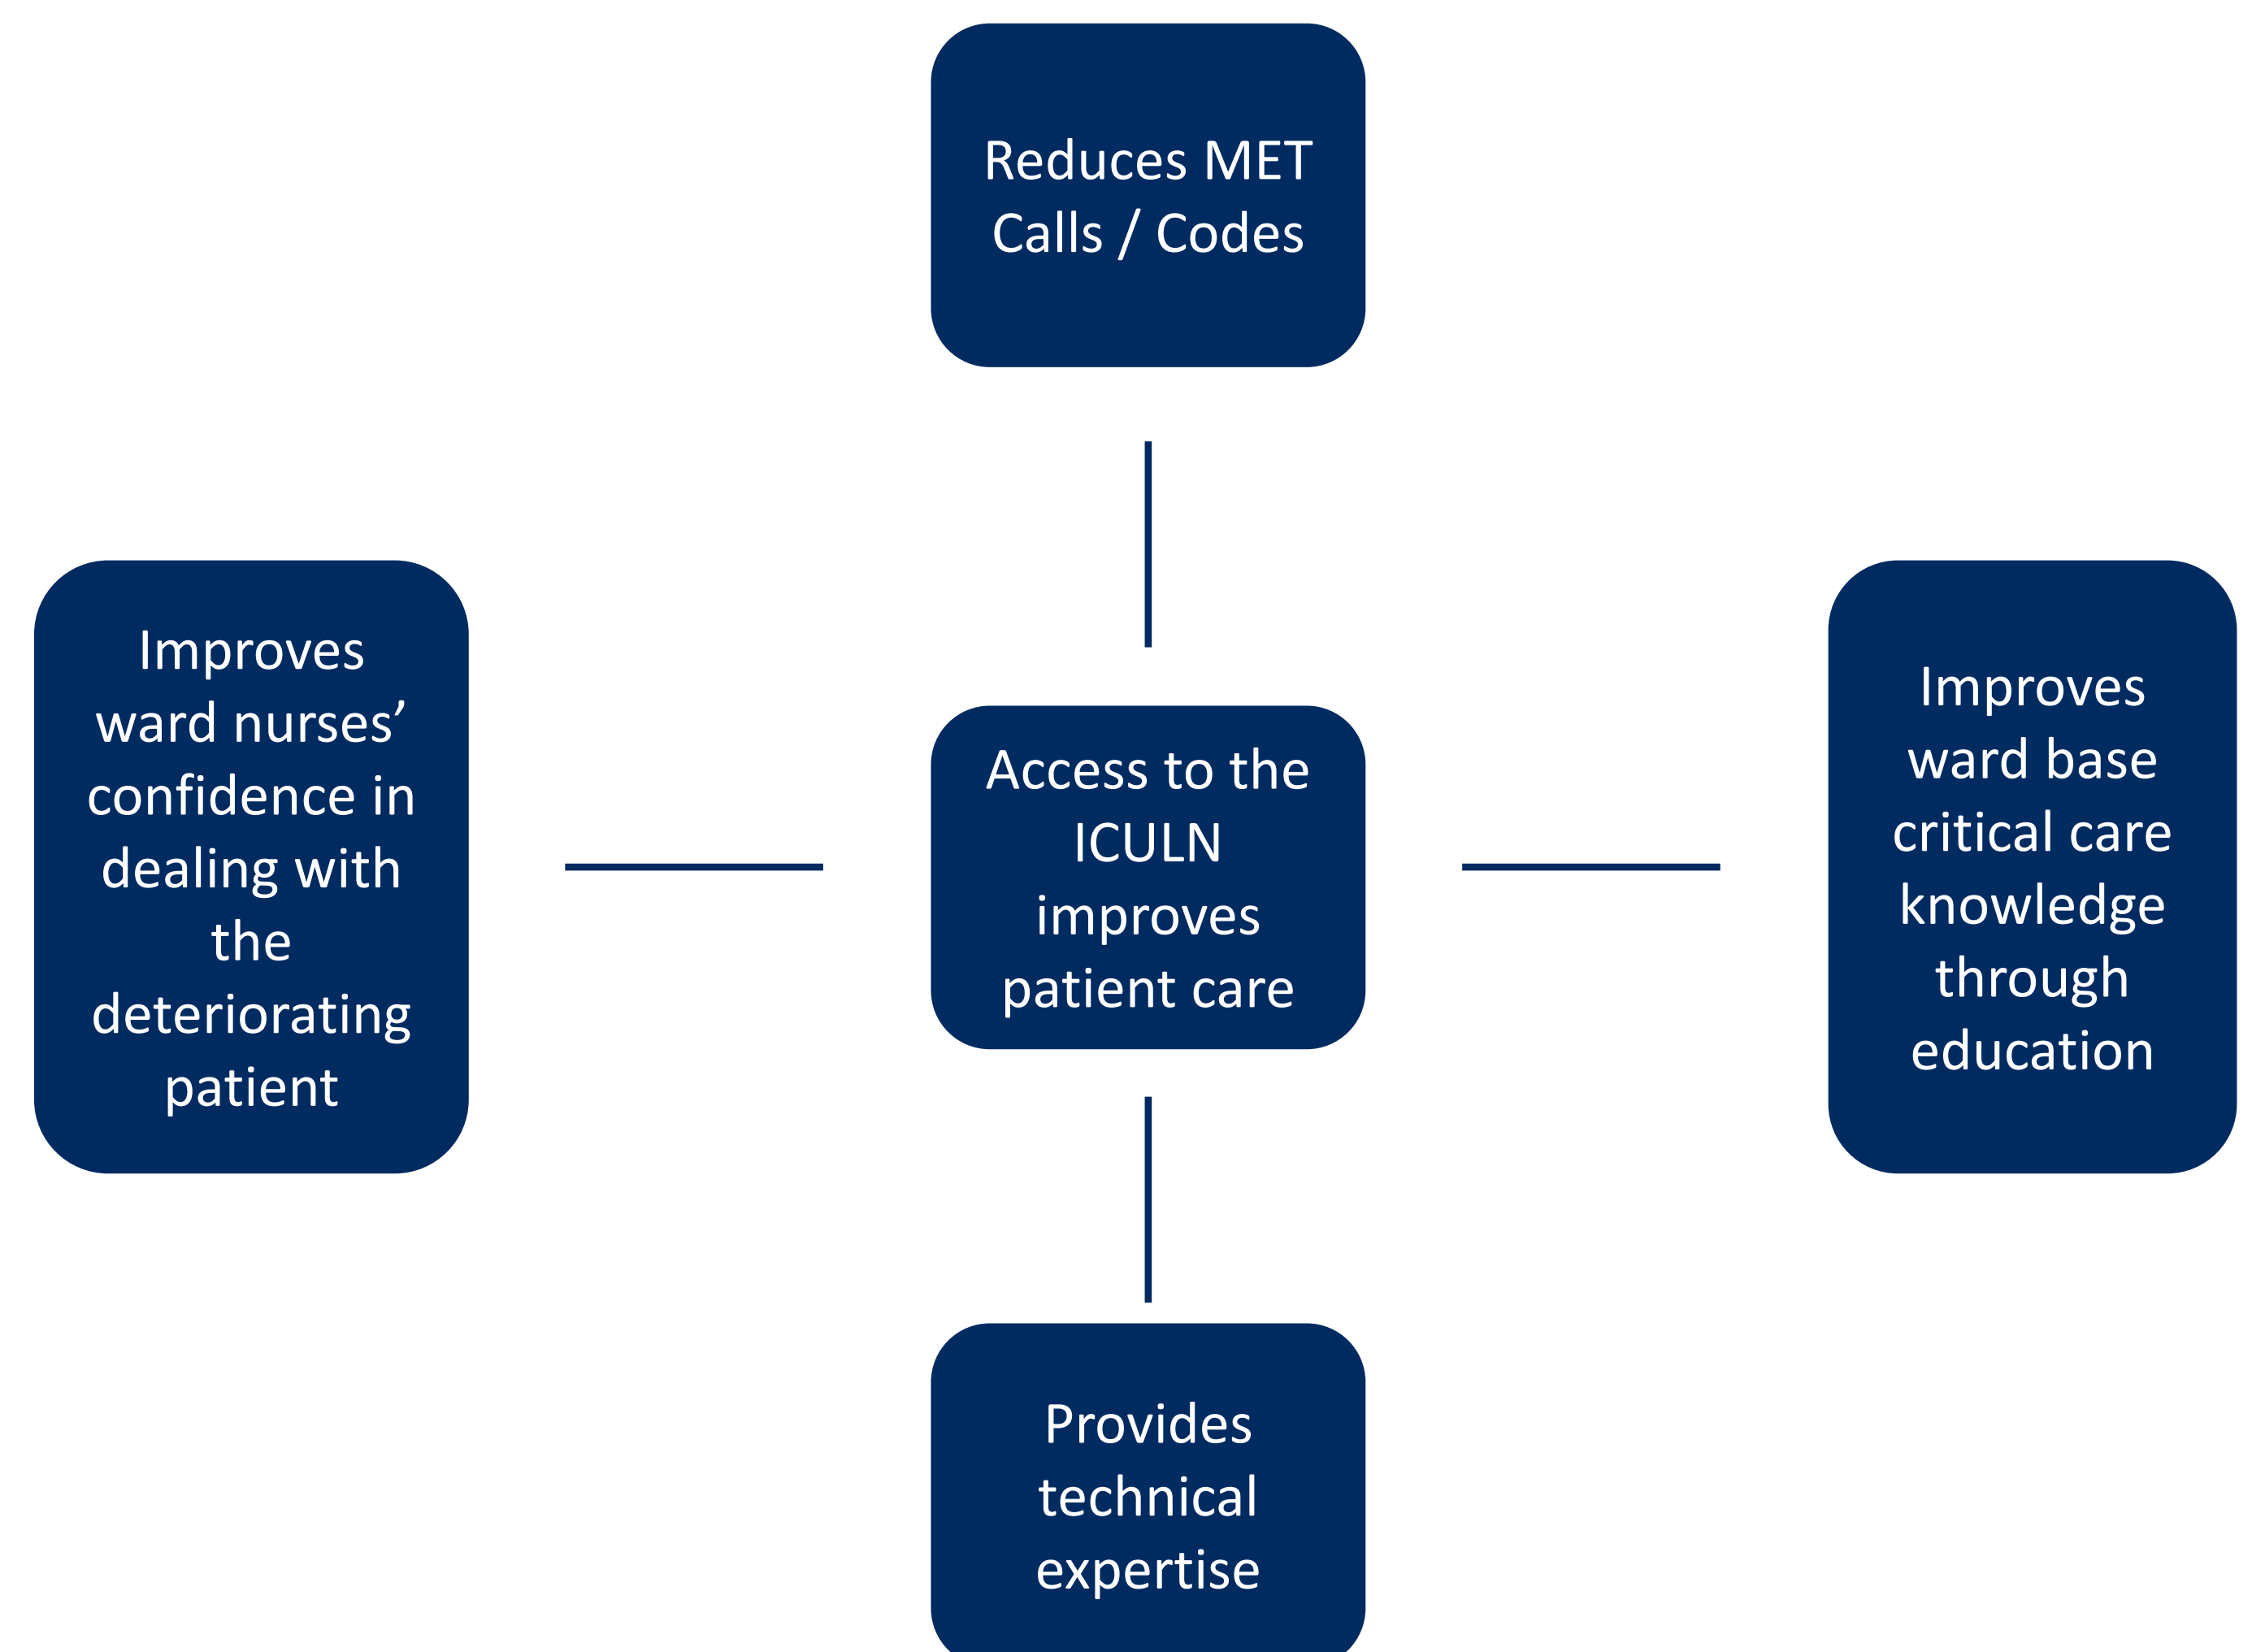 Reduces MET
Calls / Codes
Improves
ward nurses’
confidence in
dealing with
the
deteriorating
patient
Access to the
ICULN
improves
patient care
Improves
ward base
critical care
knowledge
through
education
Provides
technical
expertise